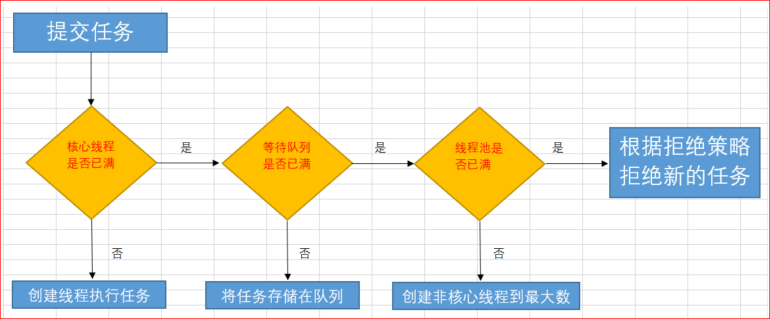 提交任务
核心线程
是否已满
是
等待队列
是否已满
是
线程池是
否已满
是
根据拒绝策略
拒绝新的任务
否
否
否
创建线程执行任务
将任务存储在队列
创建非核心线程到最大数